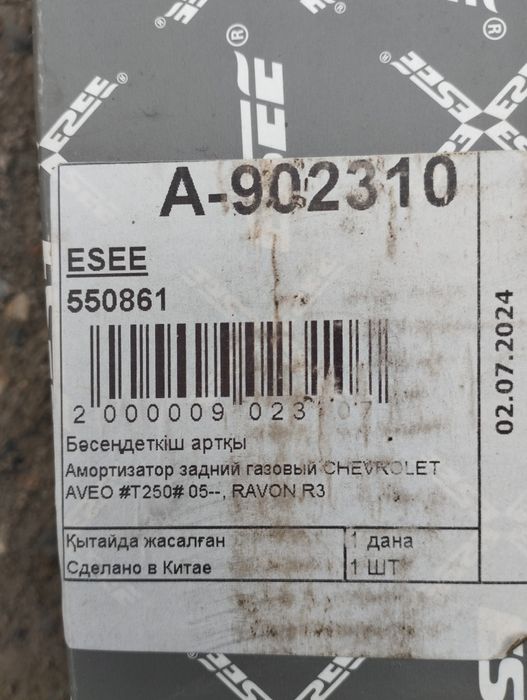 A-902310
ESEE
550861
2 000009 023 07
Бәсеңдеткіш артқы
Амортизатор задний газовый CHEVROLET
AVEO #T250# 05--, RAVON R3
Қытайда жасалған
1 дана
Сделано в Китае
1 ШТ
02.07.2024
ESEE